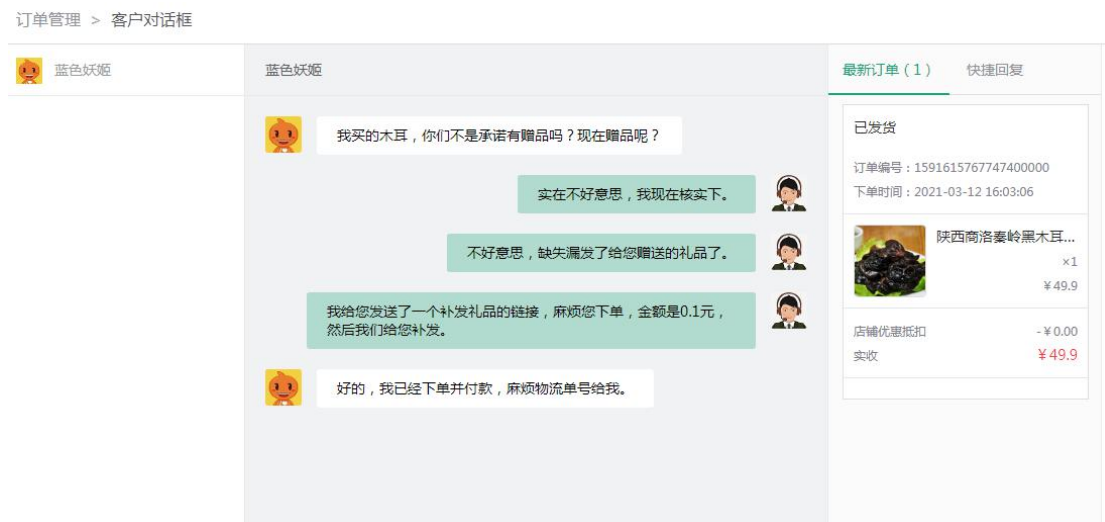 订单管理 > 客户对话框
蓝色妖姬
蓝色妖姬
我买的木耳，你们不是承诺有赠品吗？现在赠品呢？
实在不好意思，我现在核实下。
不好意思，缺失漏发了给您赠送的礼品了。
我给您发送了一个补发礼品的链接，麻烦您下单，金额是0.1元，
然后我们给您补发。
好的，我已经下单并付款，麻烦物流单号给我。
最新订单（1） 快捷回复
已发货
订单编号：1591615767747400000
下单时间：2021-03-12 16:03:06
陕西商洛秦岭黑木耳...
×1
¥49.9
店铺优惠抵扣 -¥0.00
实收 ¥49.9